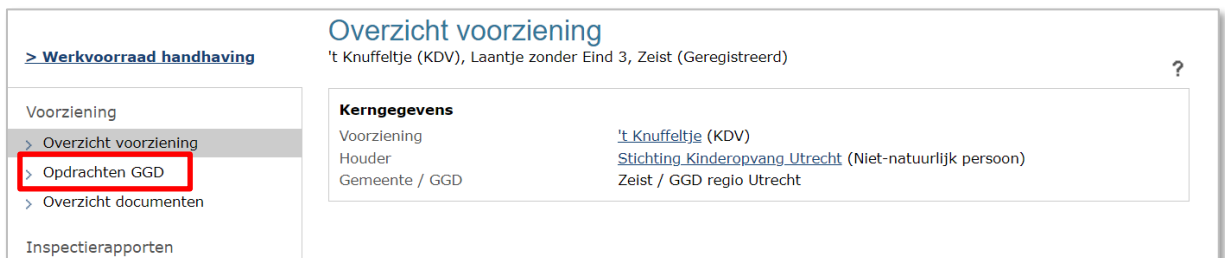 > Werkvoorraad handhaving
Voorziening
> Overzicht voorziening
> Opdrachten GGD
> Overzicht documenten
Inspectierapporten
Overzicht voorziening
't Knuffeltje (KDV), Laantje zonder Eind 3, Zeist (Geregistreerd)
?
Kerngegevens
Voorziening 't Knuffeltje (KDV)
Houder Stichting Kinderopvang Utrecht (Niet-natuurlijk persoon)
Gemeente / GGD Zeist / GGD regio Utrecht